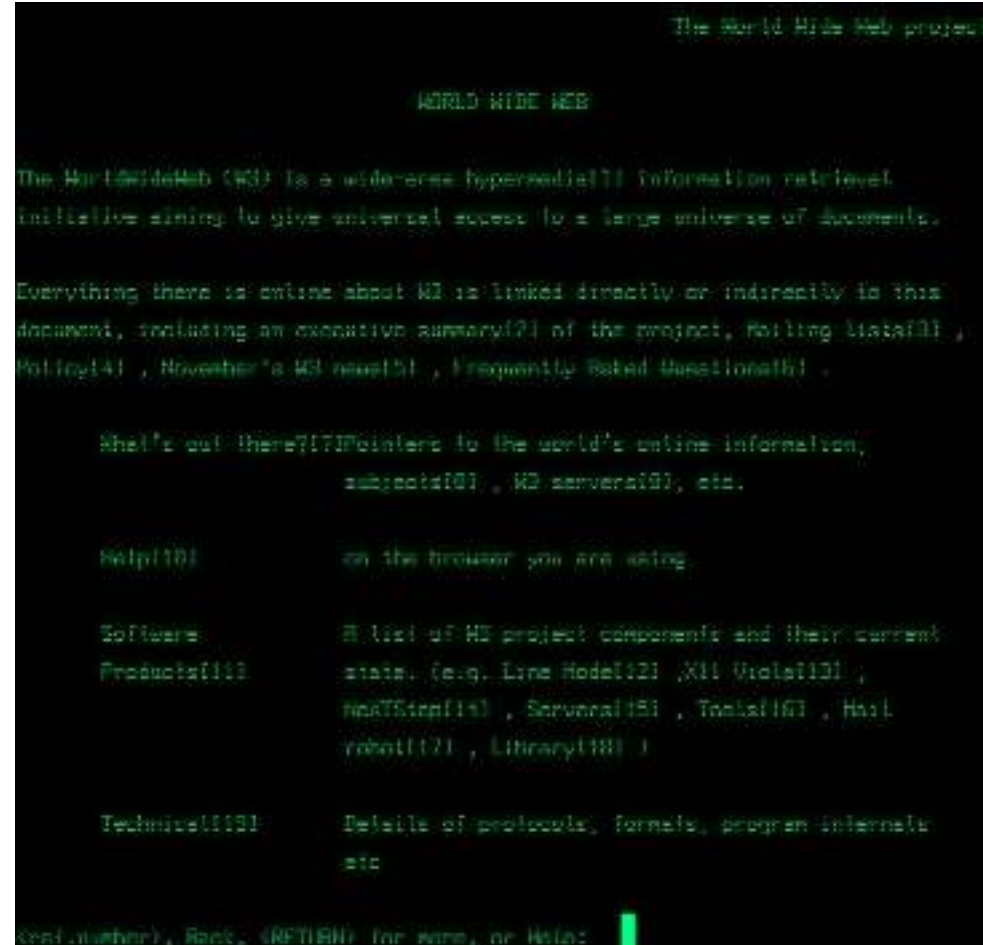 The World Wide Web projec
WORLD WIDE WEB
The WorldWideWeb (W3) is a wide-area hypermedia[1] information retrieval
initiative aiming to give universal access to a large universe of documents.
Everything there is online about W3 is linked directly or indirectly to this
document, including an executive summary[2] of the project, Mailing lists[3] ,
Policy[4] , November's W3 news[5] , Frequently Asked Questions[6] .
What's out there?[7]Pointers to the world's online information,
subjects[8] , W3 servers[9], etc.
Help[10] on the browser you are using
Software A list of W3 project components and their current
Products[11] state. (e.g. Line Mode[12] ,X11 Viola[13] ,
NeXTStep[14] , Servers[15] , Tools[16] , Mail
robot[17] , Library[18] )
Technical[19] Details of protocols, formats, program internals
etc
<ref.number>, Back, <RETURN> for more, or Help: